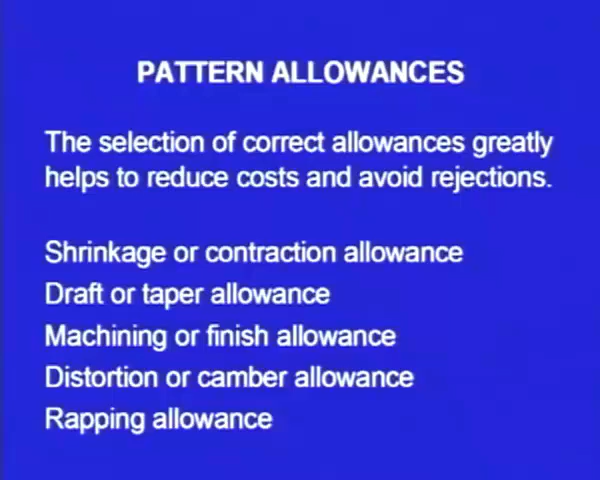 PATTERN ALLOWANCES
The selection of correct allowances greatly
helps to reduce costs and avoid rejections.
Shrinkage or contraction allowance
Draft or taper allowance
Machining or finish allowance
Distortion or camber allowance
Rapping allowance